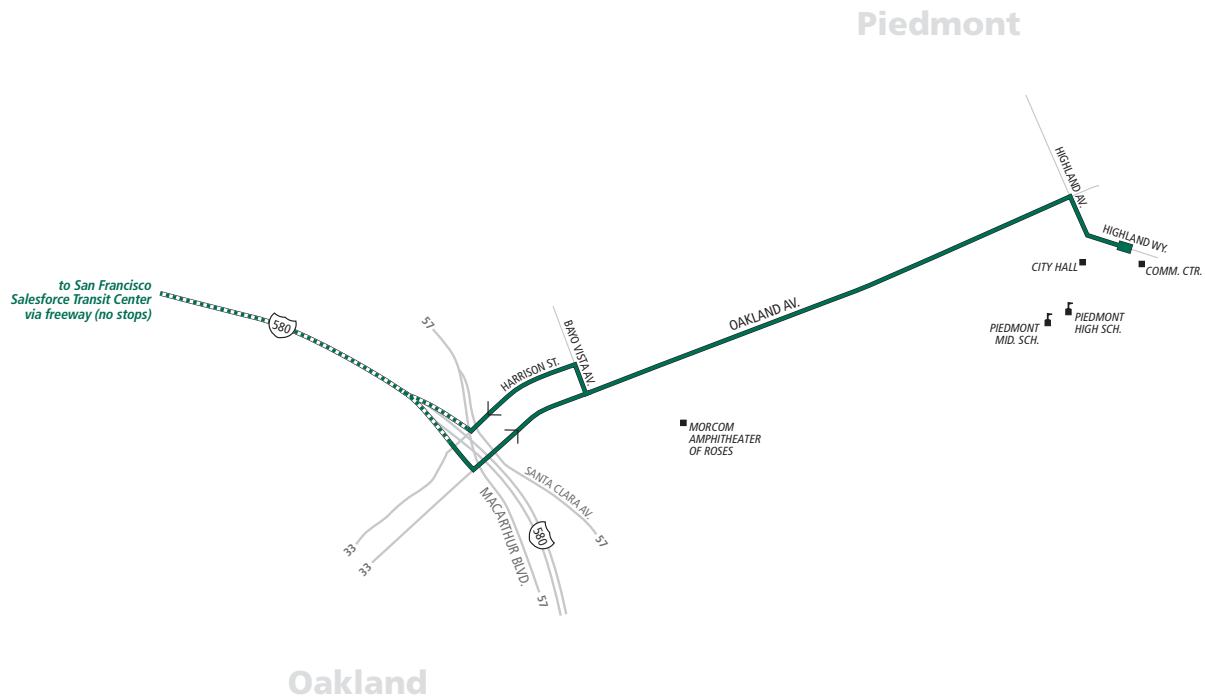 Piedmont
HIGHLAND AV.
HIGHLAND WY.
CITY HALL
COMM. CTR.
to San Francisco
Salesforce Transit Center
via freeway (no stops)
580
57
PIEDMONT
MID. SCH.
PIEDMONT
HIGH SCH.
OAKLAND AV.
BAYO VISTA AV.
HARRISON ST.
MORCOM
AMPHITHEATER
OF ROSES
SANTA CLARA AV.
MACARTHUR BLVD.
580
57
33
33
57
Oakland